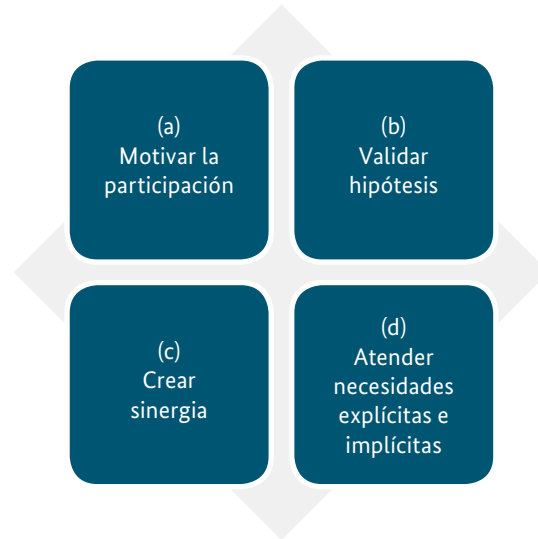 (a)
Motivar la
participación
(b)
Validar
hipótesis
(c)
Crear
sinergia
(d)
Atender
necesidades
explícitas e
implícitas